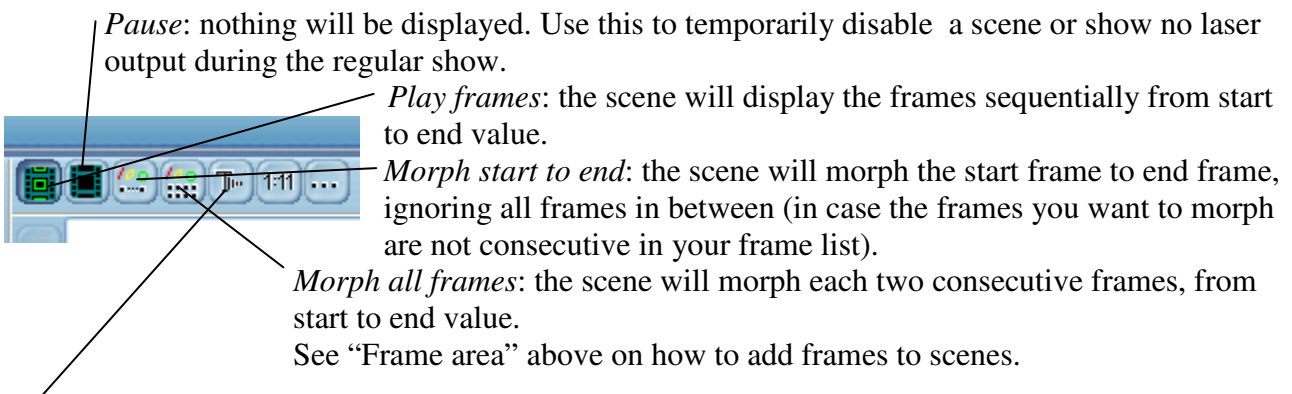 Pause: nothing will be displayed. Use this to temporarily disable  a scene or show no laser
output during the regular show.
Play frames: the scene will display the frames sequentially from start
to end value.
Morph start to end: the scene will morph the start frame to end frame,
ignoring all frames in between (in case the frames you want to morph
are not consecutive in your frame list).
1:11 ...
Morph all frames: the scene will morph each two consecutive frames, from
start to end value.
See “Frame area” above on how to add frames to scenes.